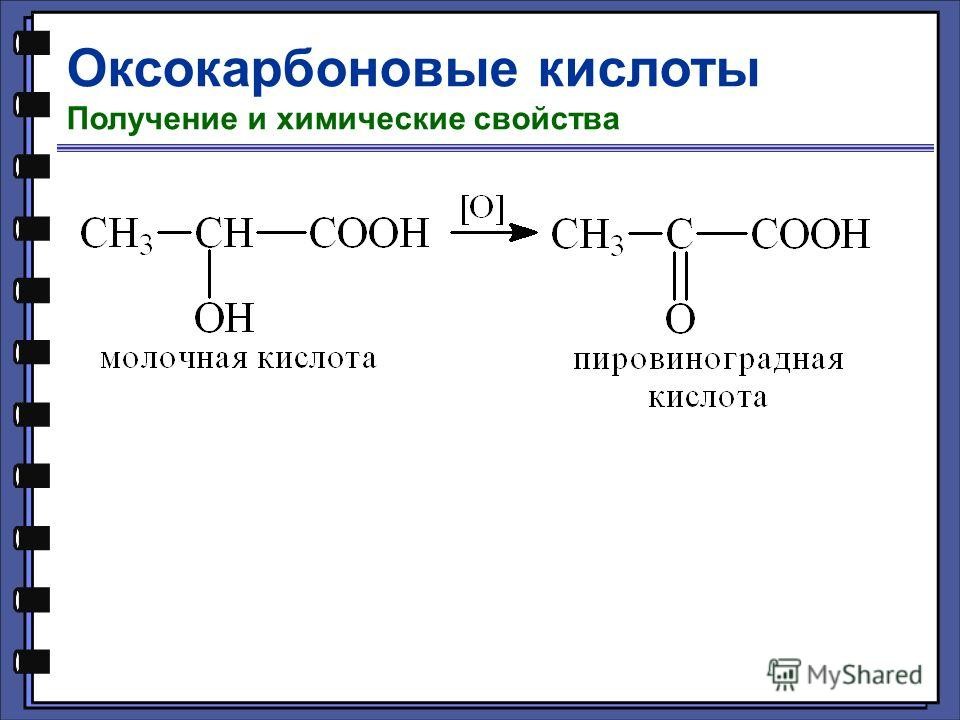 Оксокарбоновые кислоты
Получение и химические свойства
CH₃—CH—COOH [O] CH₃—C—COOH
OH O
молочная кислота пировиноградная
кислота
MyShared